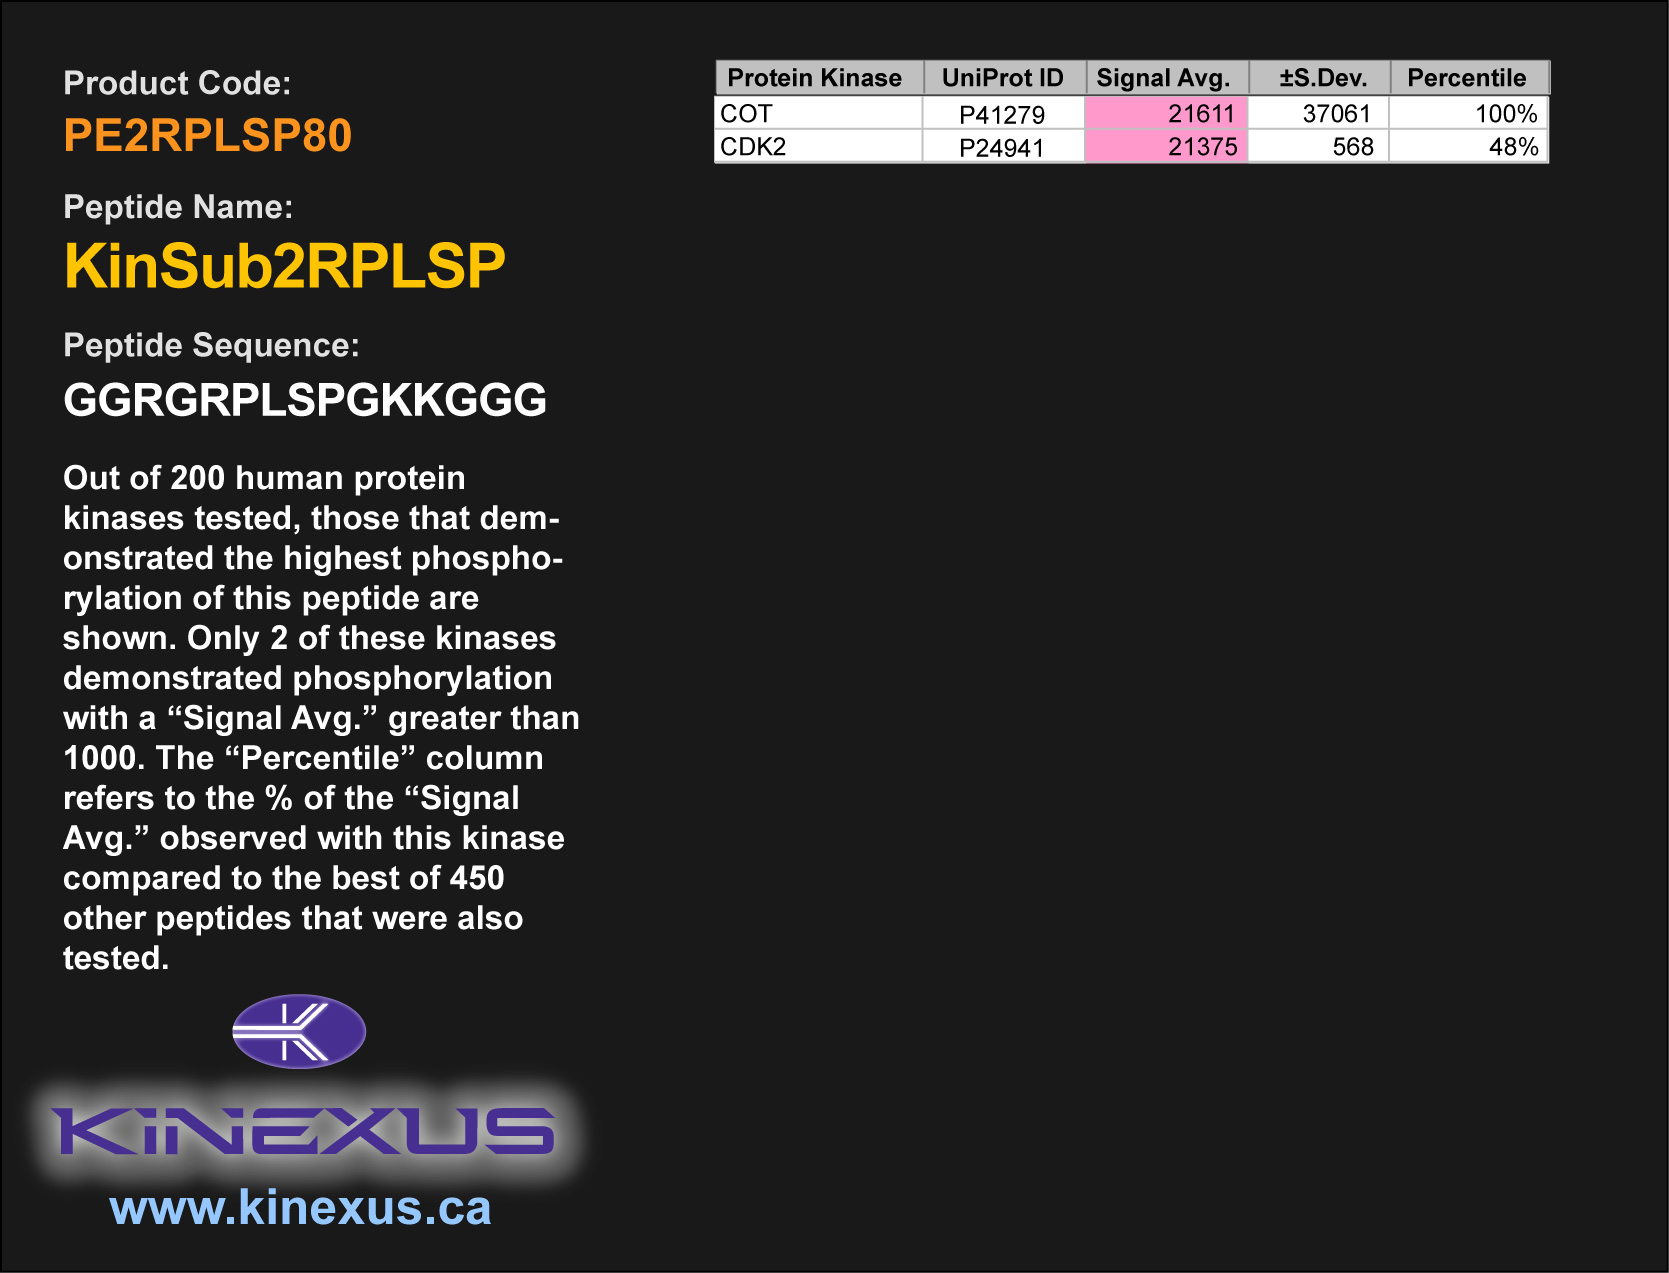 Product Code:
PE2RPLSP80
Peptide Name:
KinSub2RPLSP
Peptide Sequence:
GGRGRPLSPGKKGGG
Out of 200 human protein
kinases tested, those that dem-
onstrated the highest phospho-
rylation of this peptide are
shown. Only 2 of these kinases
demonstrated phosphorylation
with a “Signal Avg.” greater than
1000. The “Percentile” column
refers to the % of the “Signal
Avg.” observed with this kinase
compared to the best of 450
other peptides that were also
tested.
KiNEXUS
www.kinexus.ca
Protein Kinase UniProt ID Signal Avg. ±S.Dev. Percentile
COT P41279 21611 37061 100%
CDK2 P24941 21375 568 48%